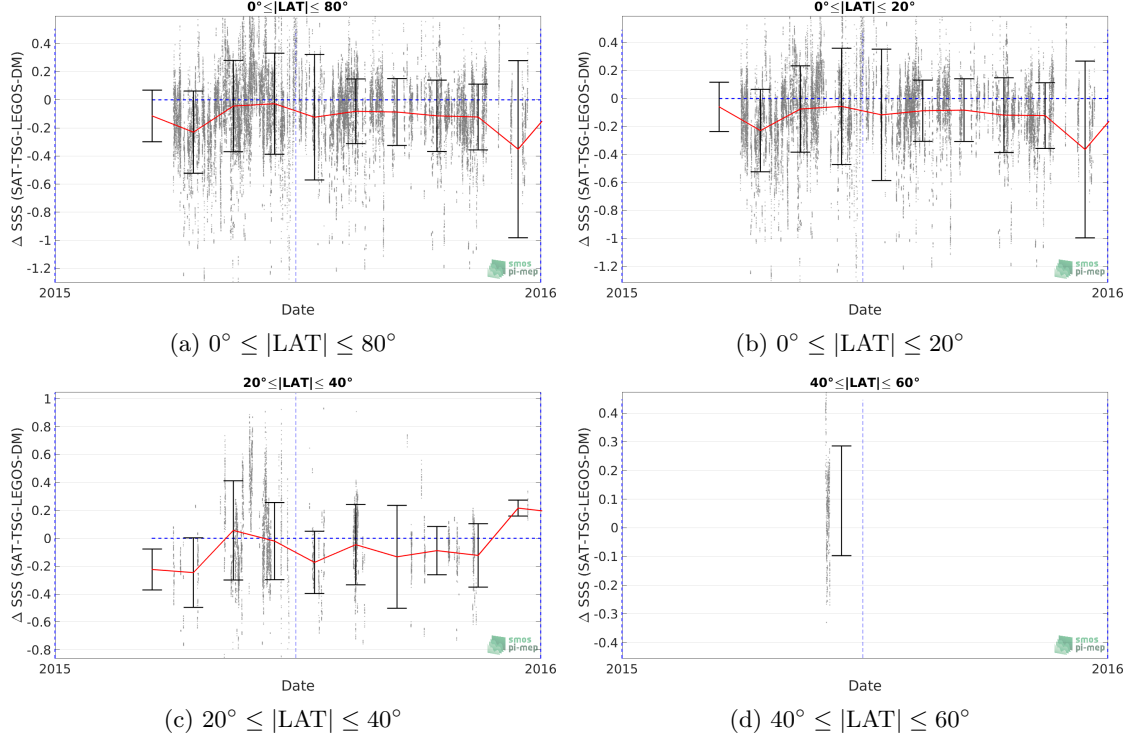 0°≤|LAT|≤ 80°
Δ SSS (SAT-TSG-LEGOS-DM)
0.4
0.2
0
-0.2
-0.4
-0.6
-0.8
-1
-1.2
2015
2016
Date
smos
pi-mep
(a) 0° ≤ |LAT| ≤ 80°
0°≤|LAT|≤ 20°
Δ SSS (SAT-TSG-LEGOS-DM)
0.4
0.2
0
-0.2
-0.4
-0.6
-0.8
-1
-1.2
2015
2016
Date
smos
pi-mep
(b) 0° ≤ |LAT| ≤ 20°
20°≤|LAT|≤ 40°
Δ SSS (SAT-TSG-LEGOS-DM)
1
0.8
0.6
0.4
0.2
0
-0.2
-0.4
-0.6
-0.8
2015
2016
Date
smos
pi-mep
(c) 20° ≤ |LAT| ≤ 40°
40°≤|LAT|≤ 60°
Δ SSS (SAT-TSG-LEGOS-DM)
0.4
0.3
0.2
0.1
0
-0.1
-0.2
-0.3
-0.4
2015
2016
Date
smos
pi-mep
(d) 40° ≤ |LAT| ≤ 60°